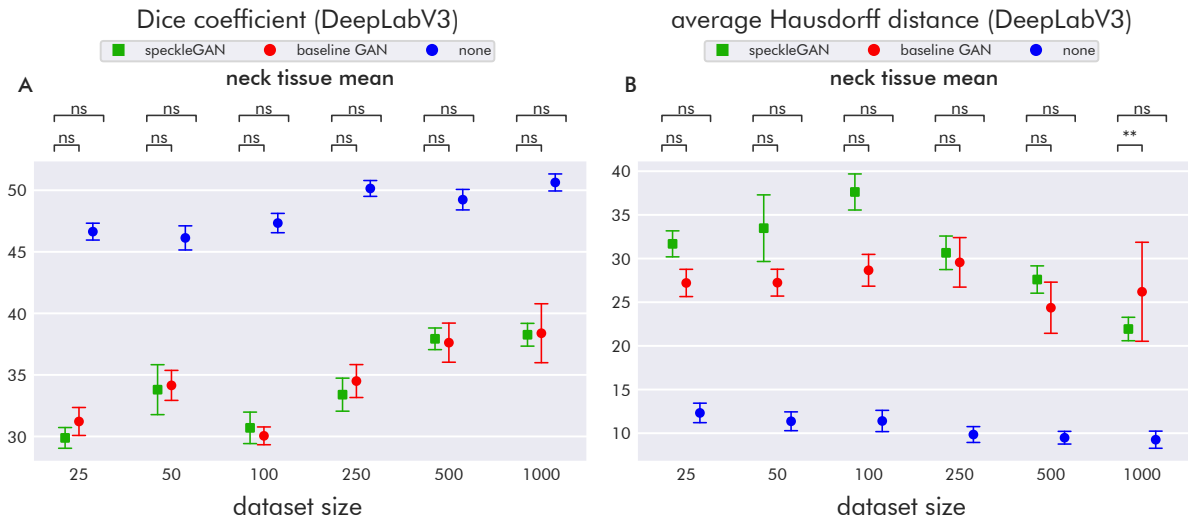 Dice coefficient (DeepLabV3)
speckleGAN baseline GAN none
neck tissue mean
A
ns ns ns ns ns ns
ns ns ns ns ns ns
50
45
40
35
30
25 50 100 250 500 1000
dataset size
average Hausdorff distance (DeepLabV3)
speckleGAN baseline GAN none
neck tissue mean
B
ns ns ns ns ns ns
ns ns ns ns ns **
40
35
30
25
20
15
10
25 50 100 250 500 1000
dataset size